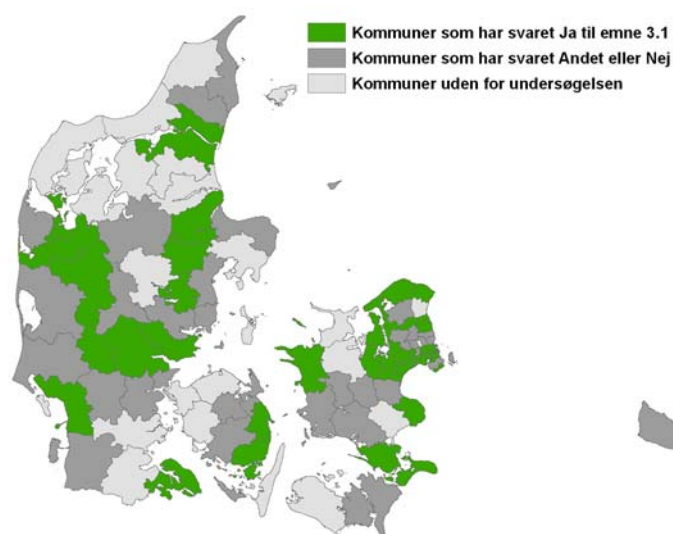 Kommuner som har svaret Ja til emne 3.1
Kommuner som har svaret Andet eller Nej
Kommuner uden for undersøgelsen